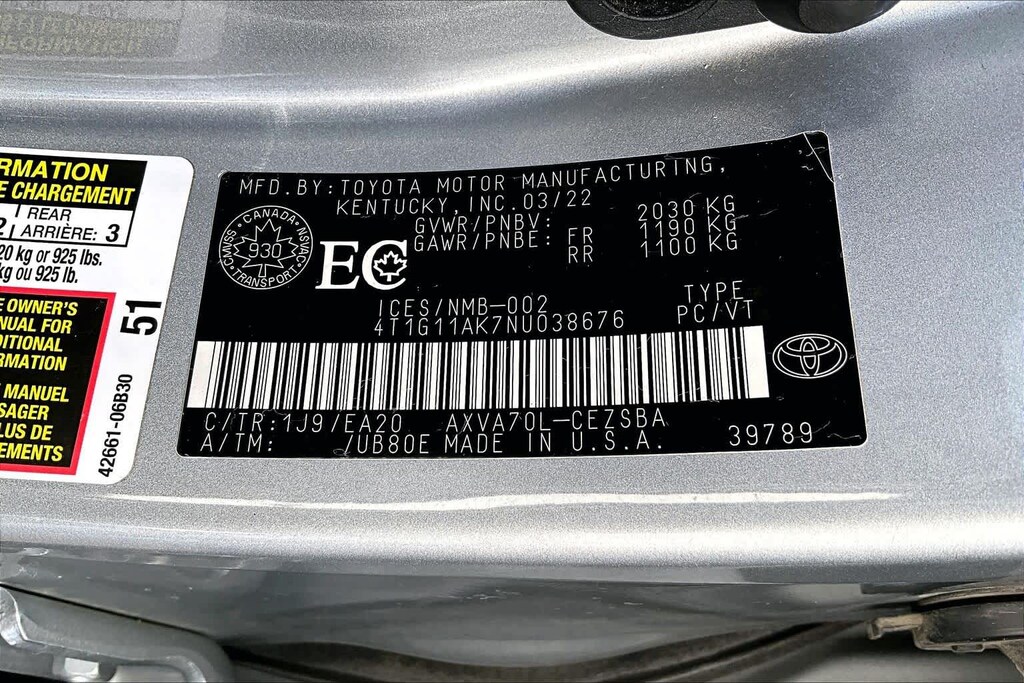 RMATION
E CHARGEMENT
REAR
ARRIÈRE: 3
20 kg or 925 lbs.
kg ou 925 lb.
E OWNER'S
NUAL FOR
DITIONAL
RMATION
MANUEL
SAGER
LUS DE
EMENTS
51
42661-06B30
MFD.BY:TOYOTA MOTOR MANUFACTURING,
KENTUCKY, INC.03/22
GVWR/PNBV: 2030 KG
GAWR/PNBE: FR 1190 KG
RR 1100 KG
CANADA
CMVSS NSVAC
930
TRANSPORT
EC
ICES/NMB-002
4T1G11AK7NU038676
TYPE
PC/VT
C/TR:1J9/EA20 AXVA70L-CEZSBA
A/TM: /UB80E MADE IN U.S.A. 39789